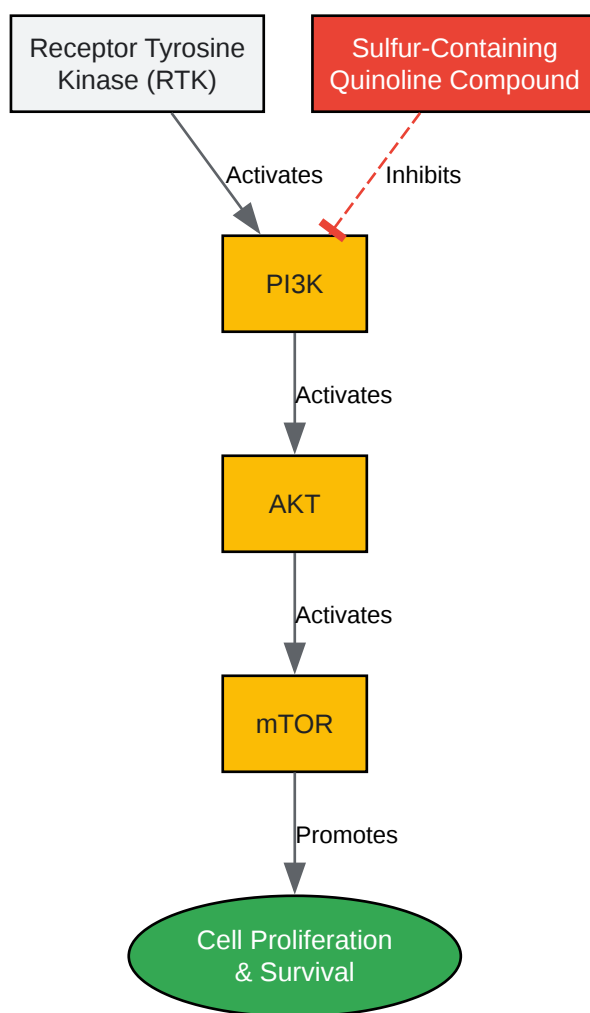 Receptor Tyrosine
Kinase (RTK)
Sulfur-Containing
Quinoline Compound
Activates
Inhibits
PI3K
Activates
AKT
Activates
mTOR
Promotes
Cell Proliferation
& Survival